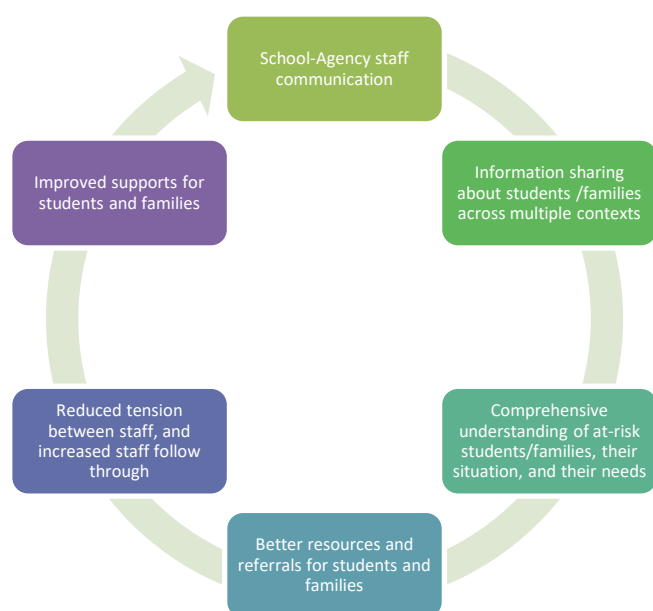 School-Agency staff
communication
Information sharing
about students /families
across multiple contexts
Comprehensive
understanding of at-risk
students/families, their
situation, and their needs
Better resources and
referrals for students and
families
Reduced tension
between staff, and
increased staff follow
through
Improved supports for
students and families